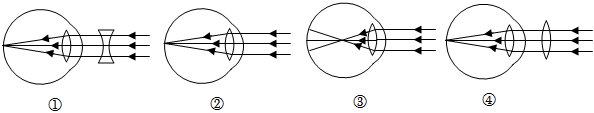 ① ② ③ ④